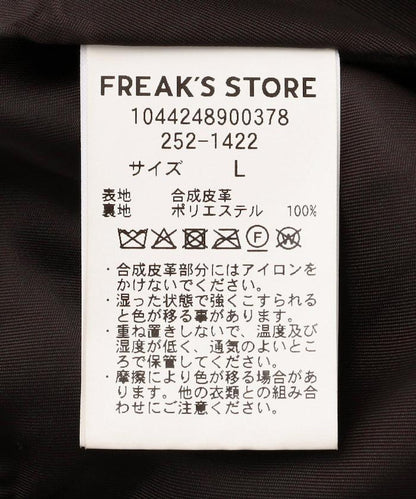 FREAK'S STORE
1044248900378
252-1422
サイズ L
表地 合成皮革
裏地 ポリエステル 100%
・合成皮革部分にはアイロンを
かけないでください。
・湿った状態で強くこすられる
と色が移る事があります。
・重ね置きしないで、温度及び
湿度が低く、通気のよいとこ
ろで保管してください。
・摩擦により色が移る場合があ
ります。他の衣類との組み合
わせにご注意ください。